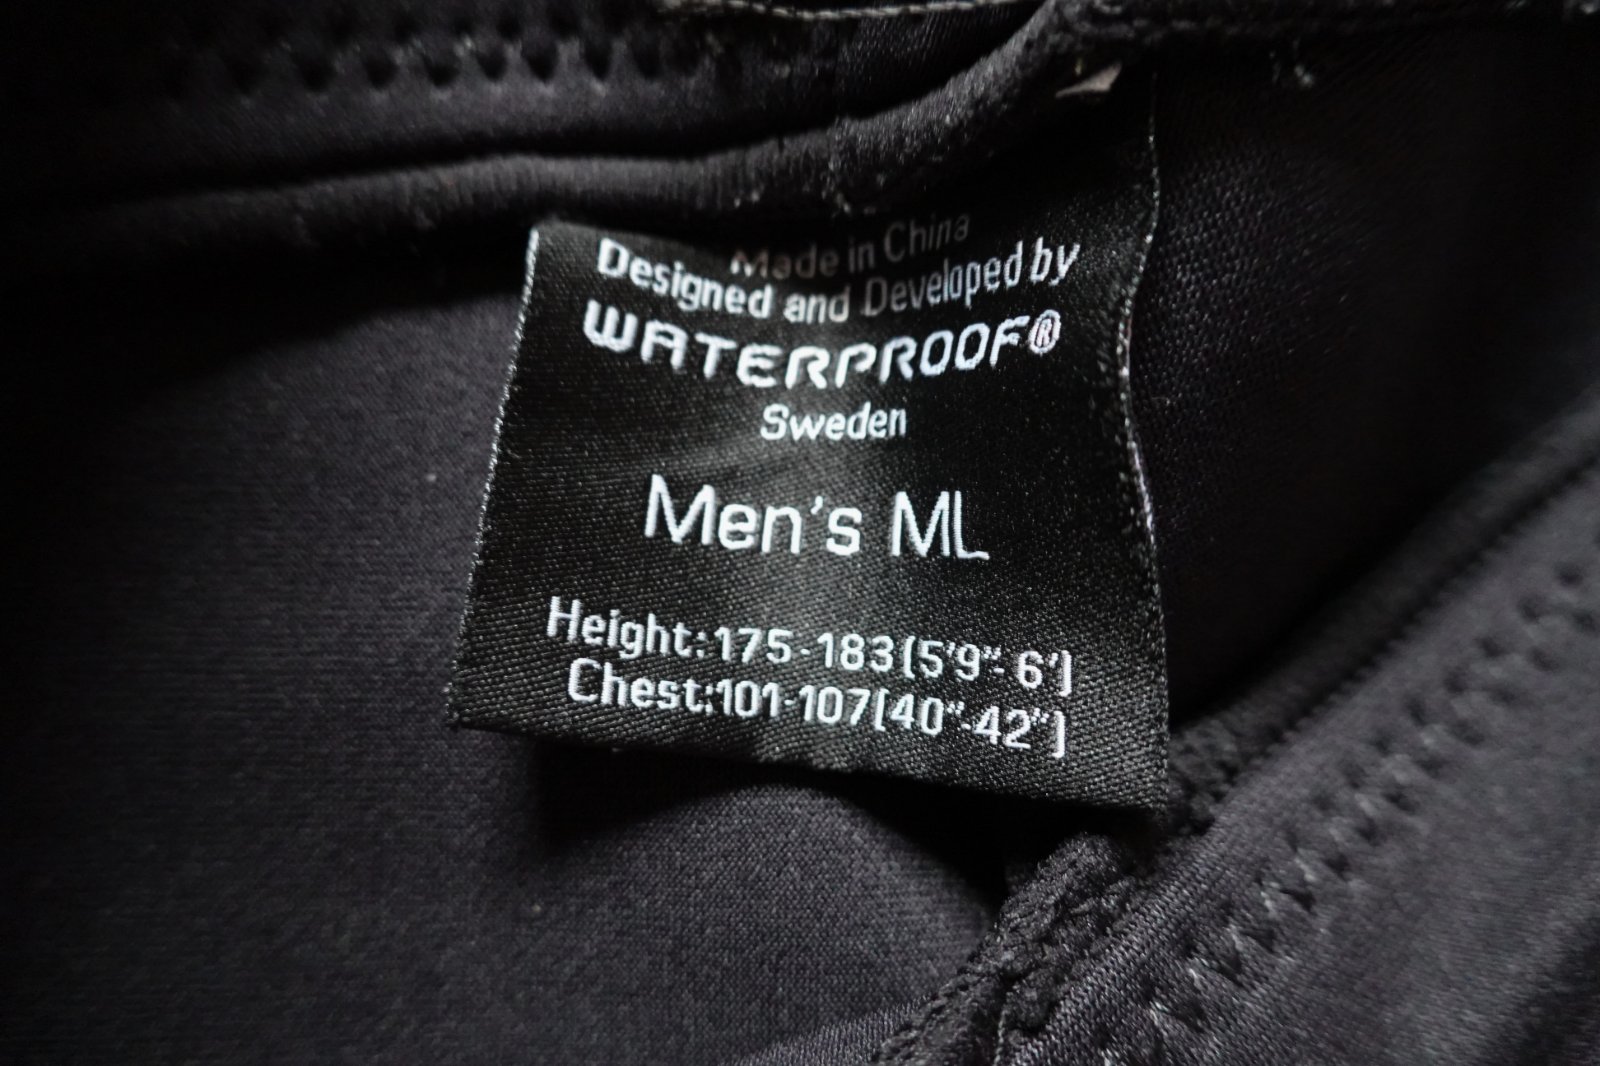 Made in China
Designed and Developed by
WATERPROOF®
Sweden
Men's ML
Height:175-183(5'9"-6')
Chest:101-107(40"-42")